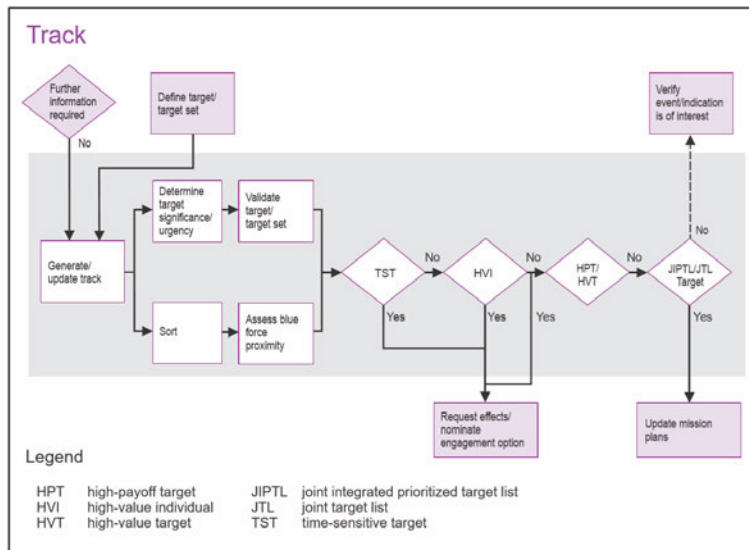 Track
Further
information
required
Define target/
target set
Verify
event/indication
is of interest
No
Determine
target
significance/
urgency
Validate
target/
target set
No
Generate/
update track
TST
No
HVI
No
HPT/
HVT
No
JIPTL/JTL
Target
Sort
Assess blue
force
proximity
Yes
Yes
Yes
Yes
Request effects/
nominate
engagement option
Update mission
plans
Legend
HPT high-payoff target JIPTL joint integrated prioritized target list
HVI high-value individual JTL joint target list
HVT high-value target TST time-sensitive target